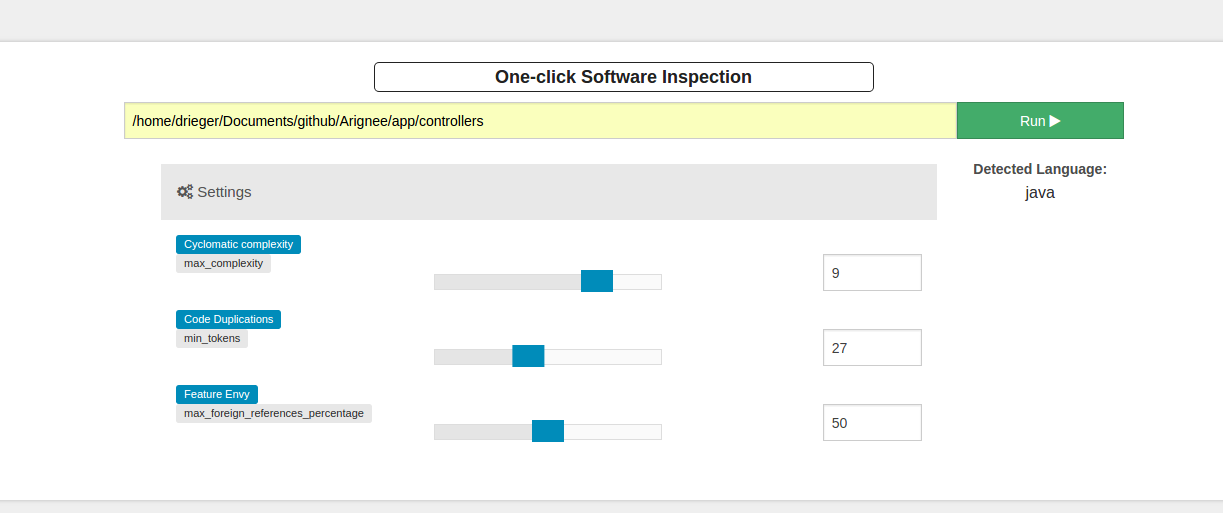 One-click Software Inspection
/home/drieger/Documents/github/Arignee/app/controllers
Run
Detected Language:
java
Settings
Cyclomatic complexity
max_complexity
9
Code Duplications
min_tokens
27
Feature Envy
max_foreign_references_percentage
50